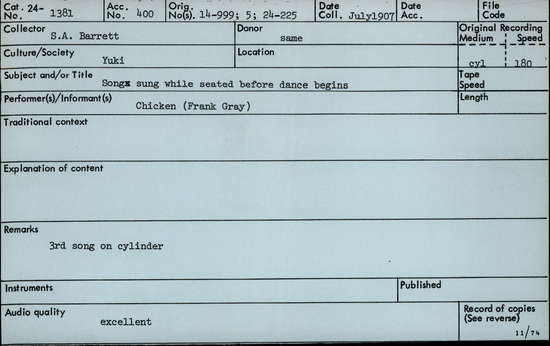 Cat. 24- 1381 Acc. No. 400 Orig. No(s). 14-999; 5; 24-225 Date Coll. July1907 Date Acc. File Code
Collector S.A. Barrett Donor same Original Recording Medium Speed
Culture/Society Yuki Location cyl 180
Subject and/or Title Songs sung while seated before dance begins Tape Speed
Performer(s)/Informant(s) Chicken (Frank Gray) Length
Traditional context
Explanation of content
Remarks
3rd song on cylinder
Instruments Published
Audio quality excellent Record of copies (See reverse)
11/74